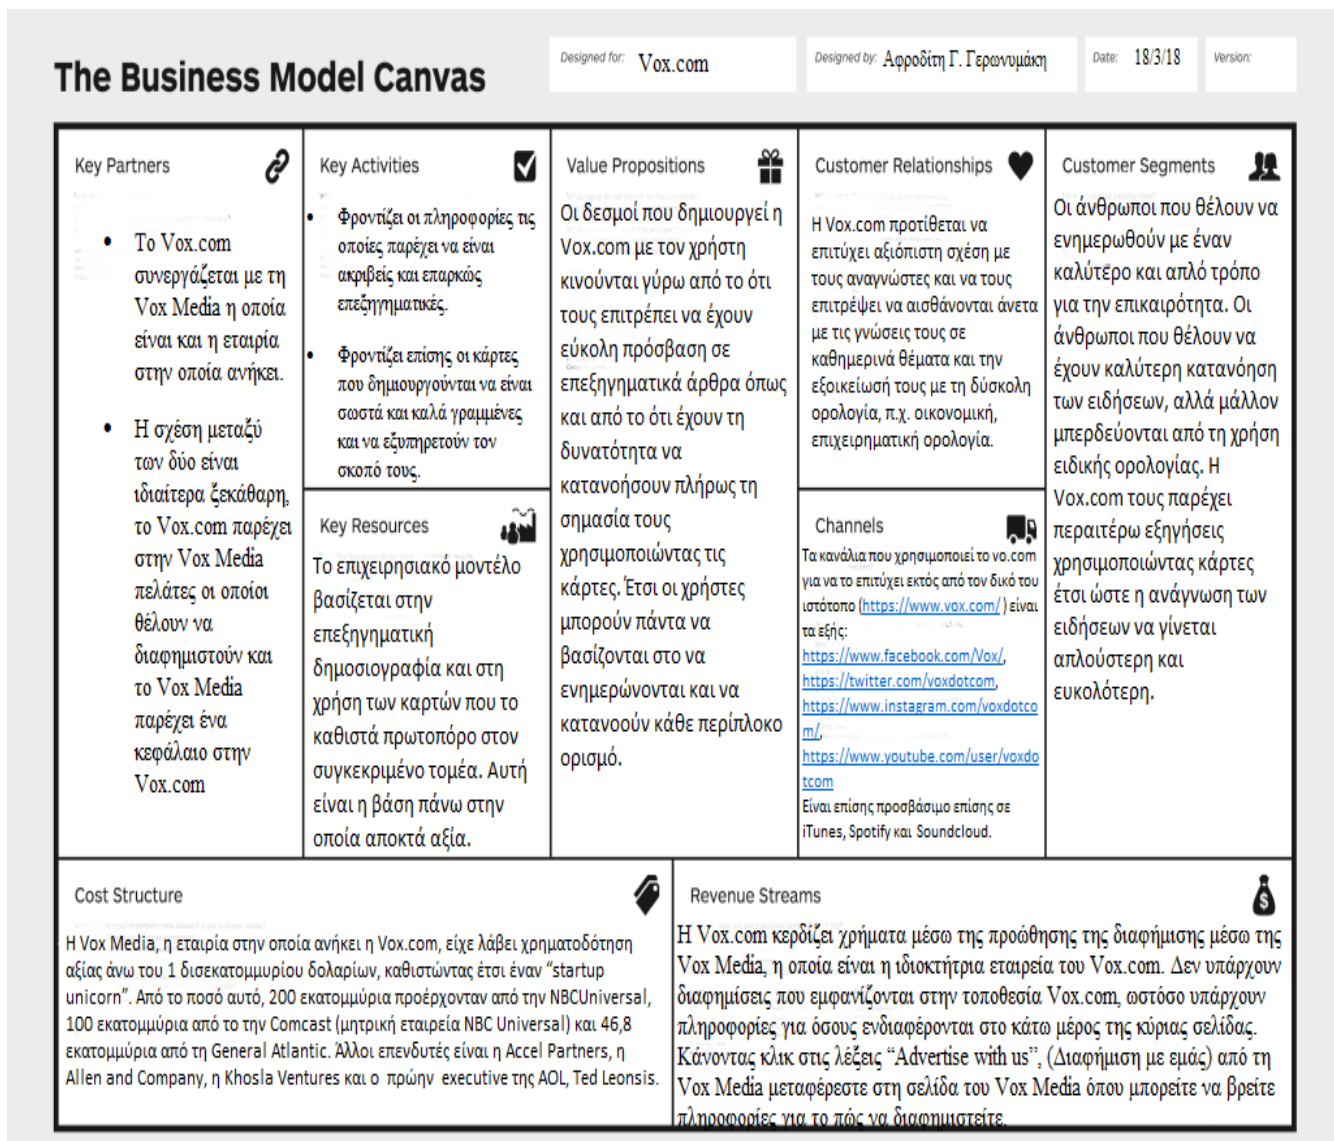 The Business Model Canvas
Designed for: Vox.com
Designed by: Αφροδίτη Γ. Γερωνυμάκη
Date: 18/3/18
Version:
Key Partners
• Το Vox.com
συνεργάζεται με τη
Vox Media η οποία
είναι και η εταιρία
στην οποία ανήκει.
• Η σχέση μεταξύ
των δύο είναι
ιδιαίτερα ξεκάθαρη,
το Vox.com παρέχει
στην Vox Media
πελάτες οι οποίοι
θέλουν να
διαφημιστούν και
το Vox Media
παρέχει ένα
κεφάλαιο στην
Vox.com
Key Activities
• Φροντίζει οι πληροφορίες τις
οποίες παρέχει να είναι
ακριβείς και επαρκώς
επεξηγηματικές.
• Φροντίζει επίσης οι κάρτες
που δημιουργούνται να είναι
σωστά και καλά γραμμένες
και να εξυπηρετούν τον
σκοπό τους.
Key Resources
Το επιχειρησιακό μοντέλο
βασίζεται στην
επεξηγηματική
δημοσιογραφία και στη
χρήση των καρτών που το
καθιστά πρωτοπόρο στον
συγκεκριμένο τομέα. Αυτή
είναι η βάση πάνω στην
οποία αποκτά αξία.
Value Propositions
Οι δεσμοί που δημιουργεί η
Vox.com με τον χρήστη
κινούνται γύρω από το ότι
τους επιτρέπει να έχουν
εύκολη πρόσβαση σε
επεξηγηματικά άρθρα όπως
και από το ότι έχουν τη
δυνατότητα να
κατανοήσουν πλήρως τη
σημασία τους
χρησιμοποιώντας τις
κάρτες. Έτσι οι χρήστες
μπορούν πάντα να
βασίζονται στο να
ενημερώνονται και να
κατανοούν κάθε περίπλοκο
ορισμό.
Customer Relationships
Η Vox.com προτίθεται να
επιτύχει αξιόπιστη σχέση με
τους αναγνώστες και να τους
επιτρέψει να αισθάνονται άνετα
με τις γνώσεις τους σε
καθημερινά θέματα και την
εξοικείωσή τους με τη δύσκολη
ορολογία, π.χ. οικονομική,
επιχειρηματική ορολογία.
Channels
Τα κανάλια που χρησιμοποιεί το vo.com
για να το επιτύχει εκτός από τον δικό του
ιστότοπο (https://www.vox.com/ ) είναι
τα εξής:
https://www.facebook.com/Vox/,
https://twitter.com/voxdotcom,
https://www.instagram.com/voxdotco
m/,
https://www.youtube.com/user/voxdo
tcom
Είναι επίσης προσβάσιμο επίσης σε
iTunes, Spotify και Soundcloud.
Customer Segments
Οι άνθρωποι που θέλουν να
ενημερωθούν με έναν
καλύτερο και απλό τρόπο
για την επικαιρότητα. Οι
άνθρωποι που θέλουν να
έχουν καλύτερη κατανόηση
των ειδήσεων, αλλά μάλλον
μπερδεύονται από τη χρήση
ειδικής ορολογίας. Η
Vox.com τους παρέχει
περαιτέρω εξηγήσεις
χρησιμοποιώντας κάρτες
έτσι ώστε η ανάγνωση των
ειδήσεων να γίνεται
απλούστερη και
ευκολότερη.
Cost Structure
Η Vox Media, η εταιρία στην οποία ανήκει η Vox.com, είχε λάβει χρηματοδότηση
αξίας άνω του 1 δισεκατομμυρίου δολαρίων, καθιστώντας έτσι έναν “startup
unicorn”. Από το ποσό αυτό, 200 εκατομμύρια προέρχονταν από την NBCUniversal,
100 εκατομμύρια από το την Comcast (μητρική εταιρεία NBC Universal) και 46,8
εκατομμύρια από τη General Atlantic. Άλλοι επενδυτές είναι η Accel Partners, η
Allen and Company, η Khosla Ventures και ο πρώην executive της AOL, Ted Leonsis.
Revenue Streams
Η Vox.com κερδίζει χρήματα μέσω της προώθησης της διαφήμισης μέσω της
Vox Media, η οποία είναι η ιδιοκτήτρια εταιρεία του Vox.com. Δεν υπάρχουν
διαφημίσεις που εμφανίζονται στην τοποθεσία Vox.com, ωστόσο υπάρχουν
πληροφορίες για όσους ενδιαφέρονται στο κάτω μέρος της κύριας σελίδας.
Κάνοντας κλικ στις λέξεις “Advertise with us”, (Διαφήμιση με εμάς) από τη
Vox Media μεταφέρεστε στη σελίδα του Vox Media όπου μπορείτε να βρείτε
πληροφορίες για το πώς να διαφημιστείτε.